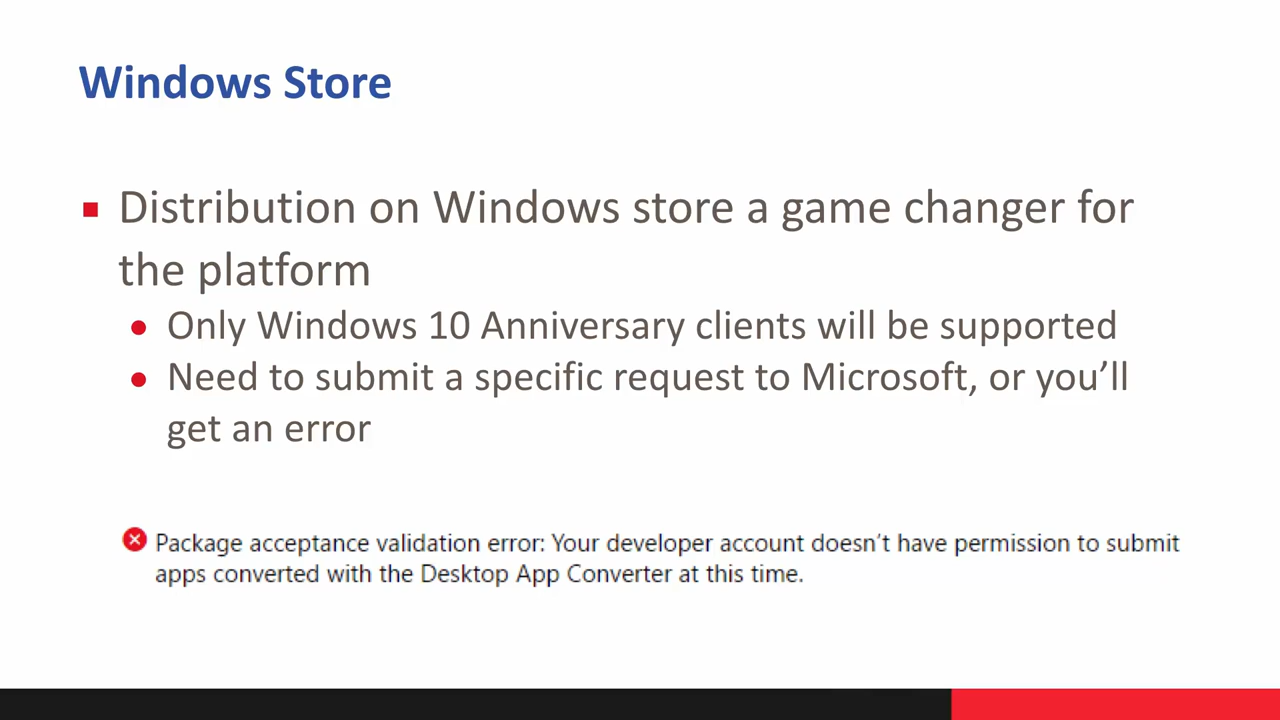 Windows Store
Distribution on Windows store a game changer for
the platform
Only Windows 10 Anniversary clients will be supported
Need to submit a specific request to Microsoft, or you’ll
get an error
Package acceptance validation error: Your developer account doesn't have permission to submit
apps converted with the Desktop App Converter at this time.